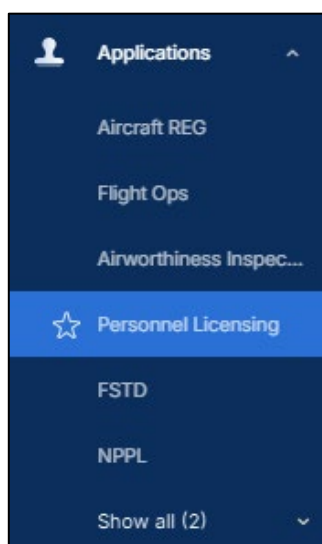 Applications
Aircraft REG
Flight Ops
Airworthiness Inspec...
Personnel Licensing
FSTD
NPPL
Show all (2)